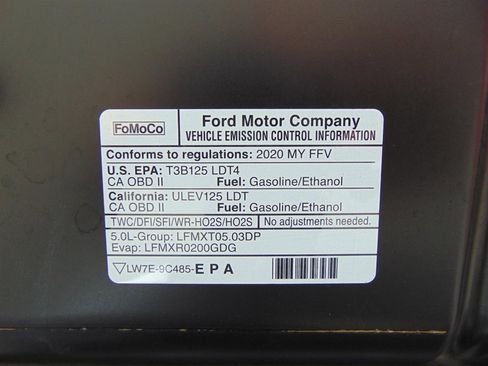 FoMoCo
Ford Motor Company
VEHICLE EMISSION CONTROL INFORMATION
Conforms to regulations: 2020 MY FFV
U.S. EPA: T3B125 LDT4
CA OBD II Fuel: Gasoline/Ethanol
California: ULEV125 LDT
CA OBD II Fuel: Gasoline/Ethanol
TWC/DFI/SFI/WR-HO2S/HO2S No adjustments needed.
5.0L-Group: LFMXT05.03DP
Evap: LFMXR0200GDG
LW7E-9C485-EPA